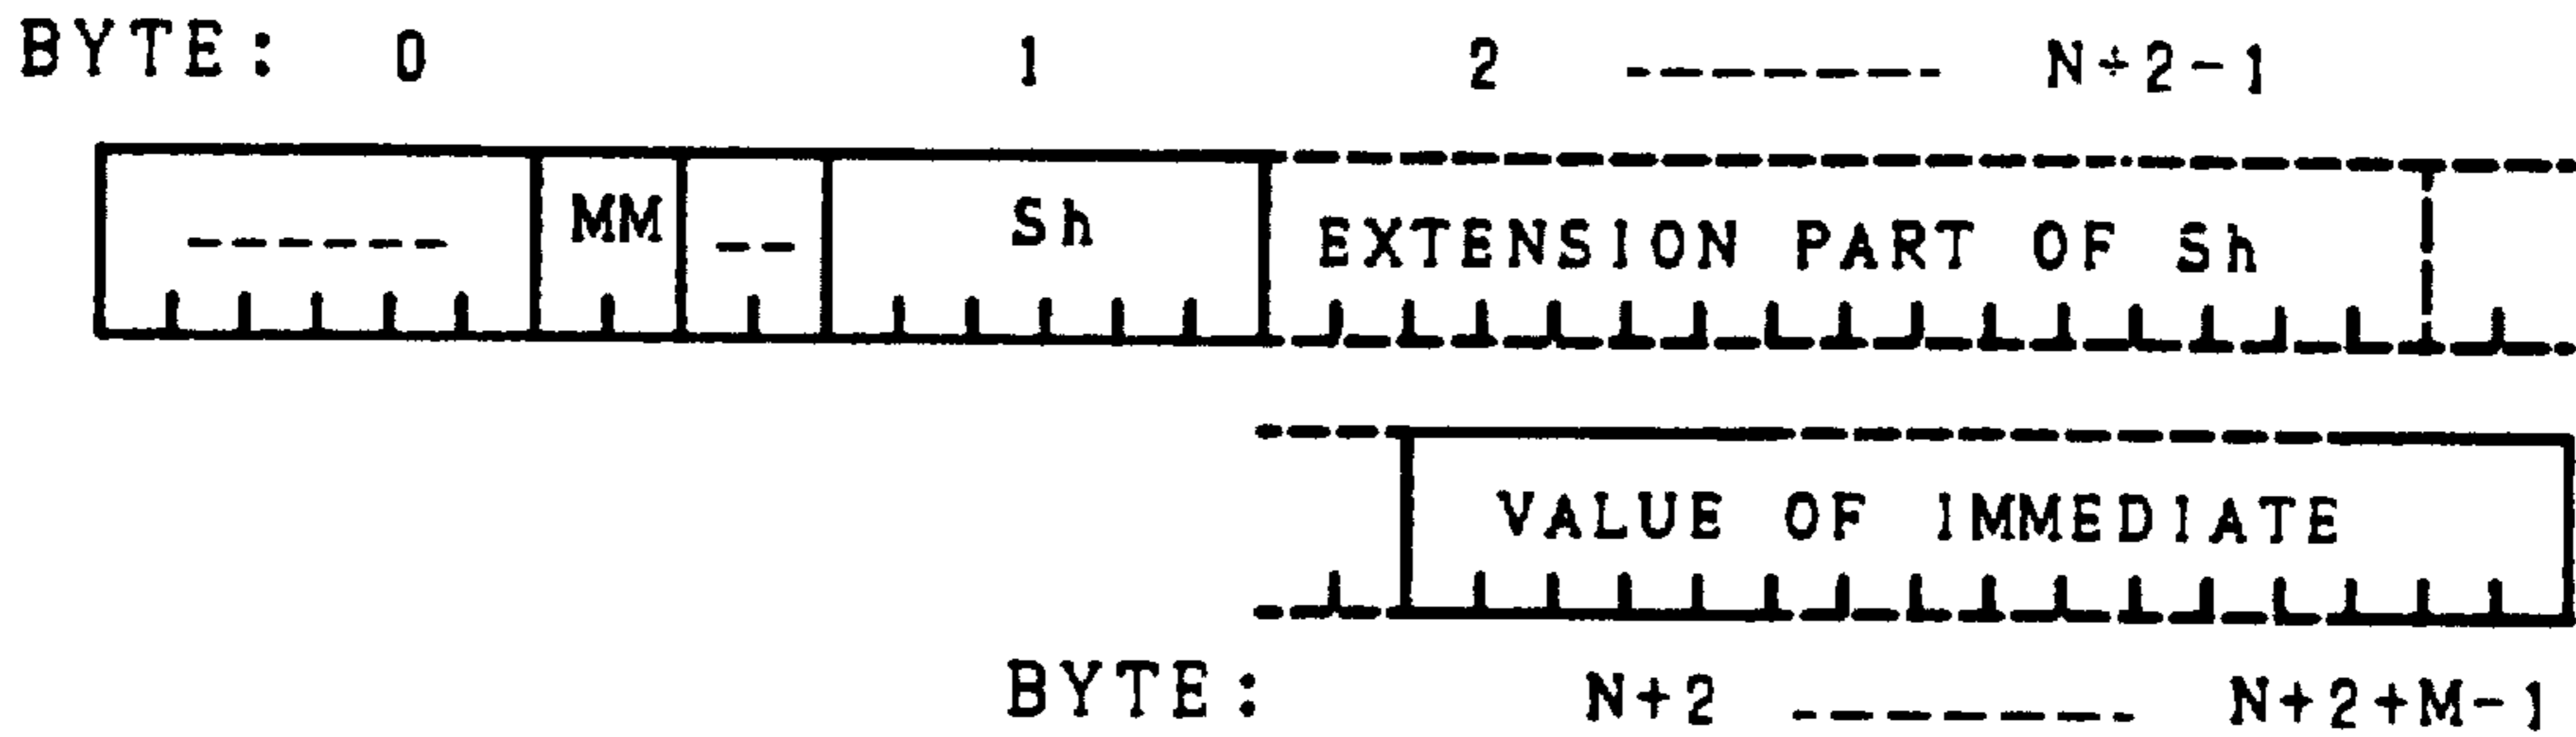 BYTE: 0 1 2 ------- N+2-1
------ MM -- Sh EXTENSION PART OF Sh
VALUE OF IMMEDIATE
BYTE: N+2 ------- N+2+M-1